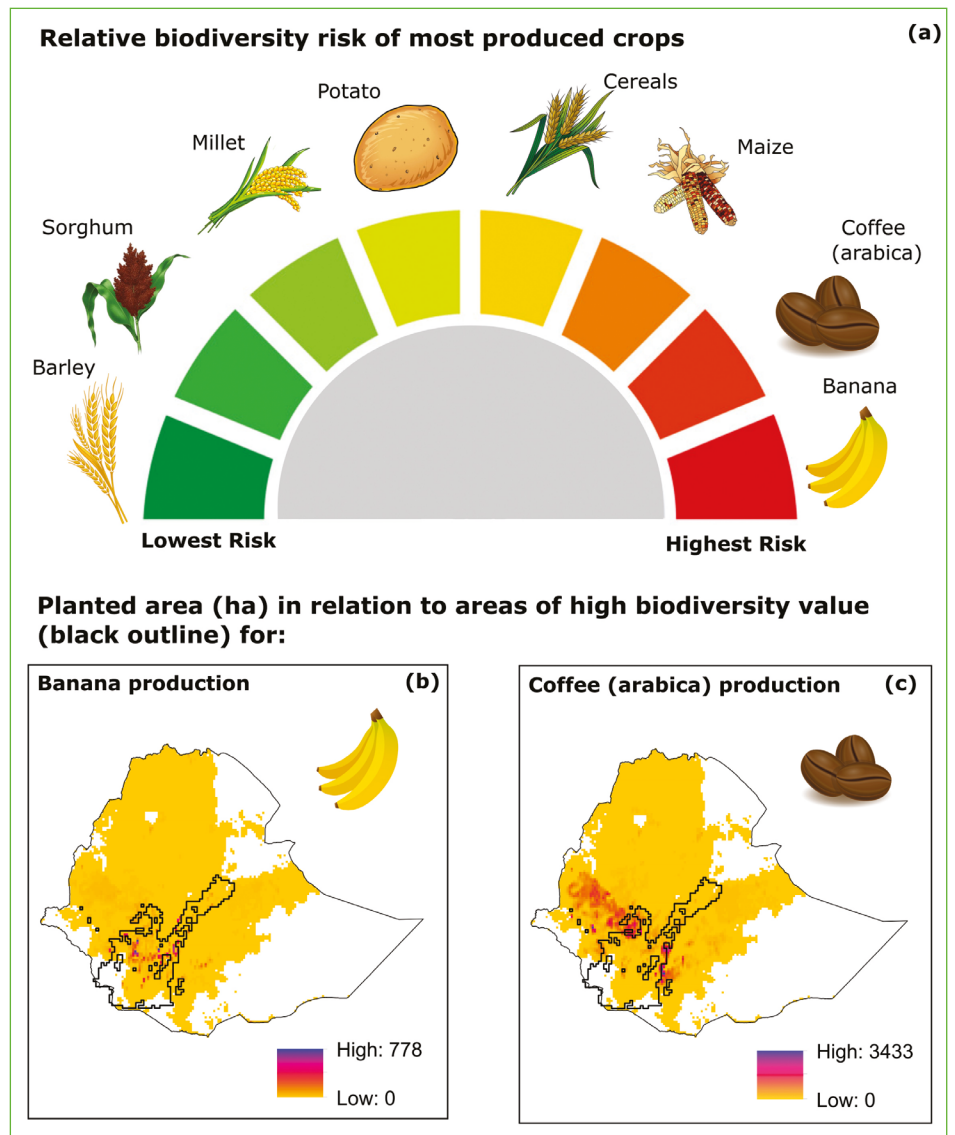 Relative biodiversity risk of most produced crops
(a)
Potato
Cereals
Millet
Maize
Sorghum
Coffee
(arabica)
Barley
Banana
Lowest Risk
Highest Risk
Planted area (ha) in relation to areas of high biodiversity value
(black outline) for:
Banana production
(b)
High: 778
Low: 0
Coffee (arabica) production
(c)
High: 3433
Low: 0